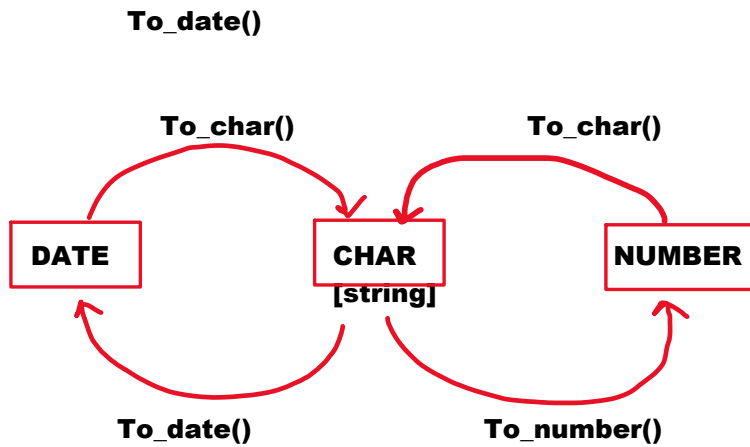 To_date()
To_char()
To_char()
DATE
CHAR
[string]
NUMBER
To_date()
To_number()